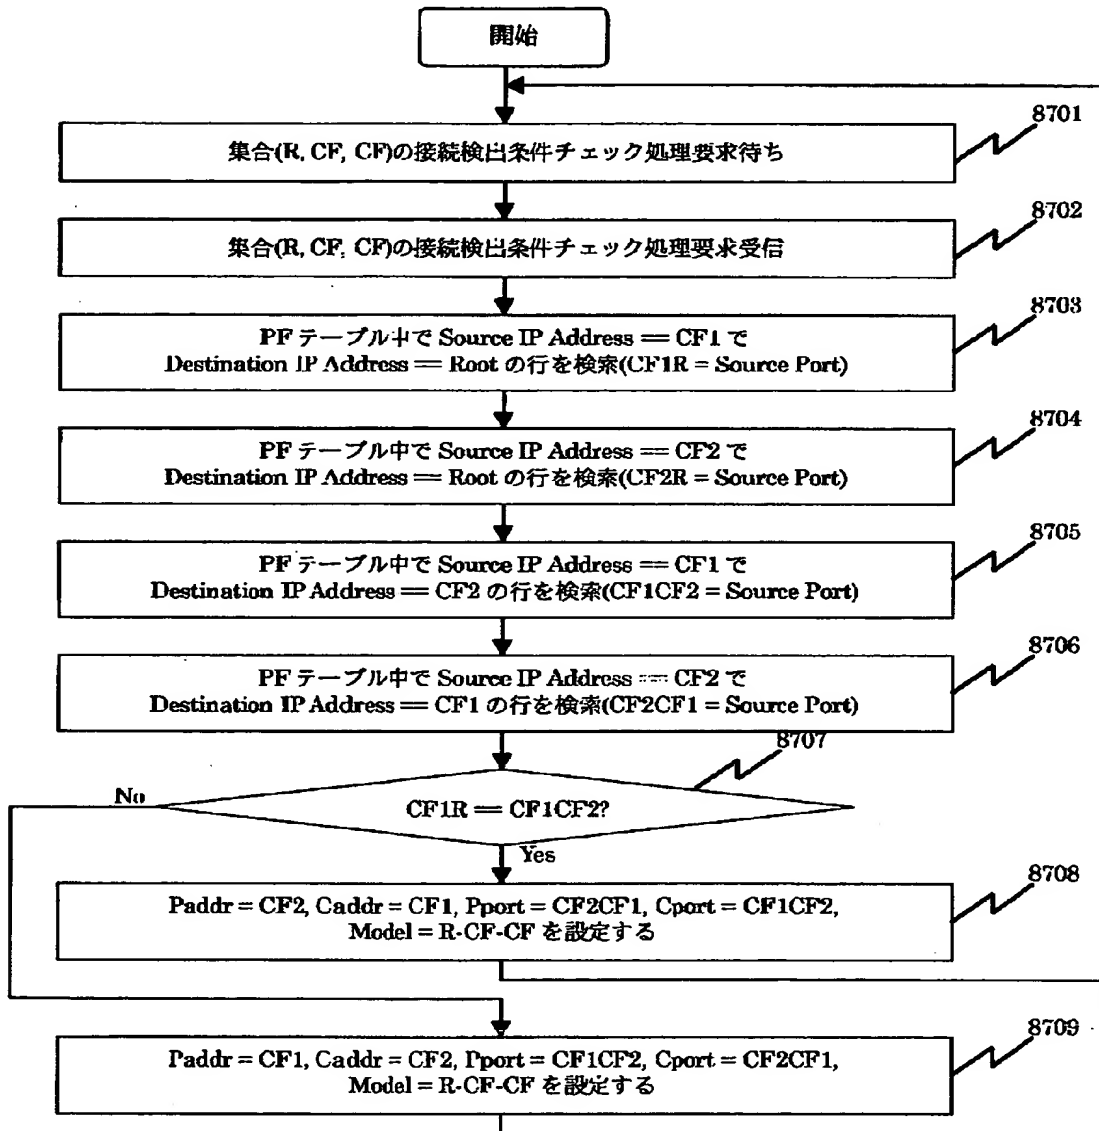 開始
8701
集合(R, CF, CF)の接続検出条件チェック処理要求待ち
8702
集合(R, CF, CF)の接続検出条件チェック処理要求受信
8703
PF テーブル中で Source IP Address == CF1 で
Destination IP Address == Root の行を検索(CF1R = Source Port)
8704
PF テーブル中で Source IP Address == CF2 で
Destination IP Address == Root の行を検索(CF2R = Source Port)
8705
PF テーブル中で Source IP Address == CF1 で
Destination IP Address == CF2 の行を検索(CF1CF2 = Source Port)
8706
PF テーブル中で Source IP Address == CF2 で
Destination IP Address == CF1 の行を検索(CF2CF1 = Source Port)
8707
No
CF1R == CF1CF2?
Yes
8708
Paddr = CF2, Caddr = CF1, Pport = CF2CF1, Cport = CF1CF2,
Model = R-CF-CF を設定する
8709
Paddr = CF1, Caddr = CF2, Pport = CF1CF2, Cport = CF2CF1,
Model = R-CF-CF を設定する